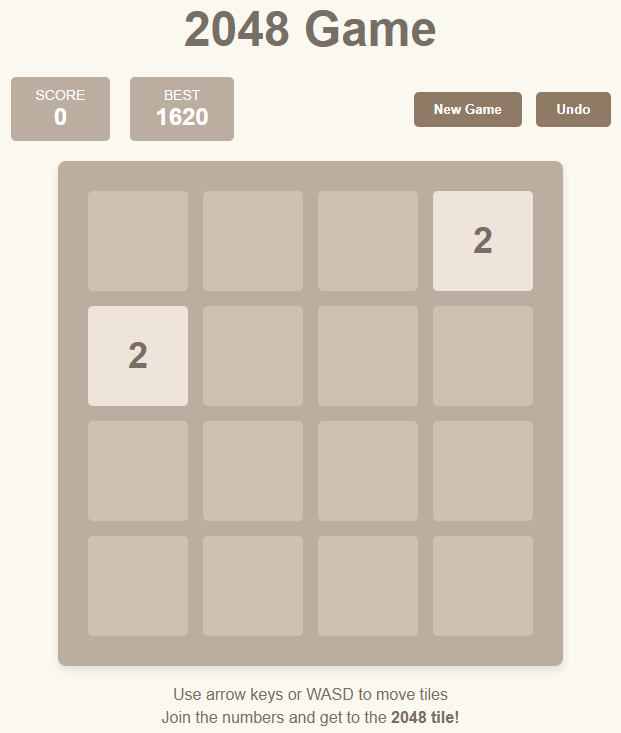 2048 Game
SCORE
0
BEST
1620
New Game
Undo
2
2
Use arrow keys or WASD to move tiles
Join the numbers and get to the 2048 tile!